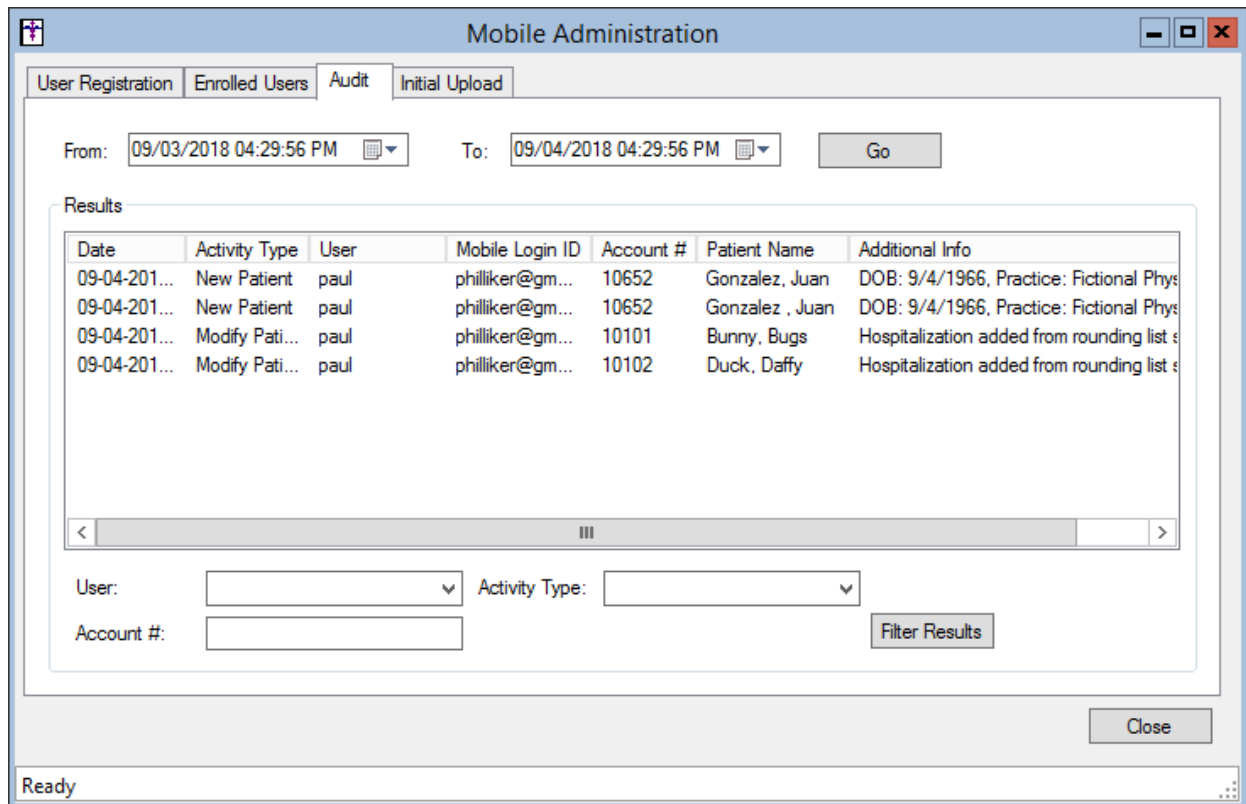 Mobile Administration
User Registration Enrolled Users Audit Initial Upload
From: 09/03/2018 04:29:56 PM To: 09/04/2018 04:29:56 PM Go
Results
Date Activity Type User Mobile Login ID Account # Patient Name Additional Info
09-04-201... New Patient paul philliker@gm... 10652 Gonzalez, Juan DOB: 9/4/1966, Practice: Fictional Phys
09-04-201... New Patient paul philliker@gm... 10652 Gonzalez , Juan DOB: 9/4/1966, Practice: Fictional Phys
09-04-201... Modify Pati... paul philliker@gm... 10101 Bunny, Bugs Hospitalization added from rounding list s
09-04-201... Modify Pati... paul philliker@gm... 10102 Duck, Daffy Hospitalization added from rounding list s
User: Activity Type:
Account #: Filter Results
Close
Ready